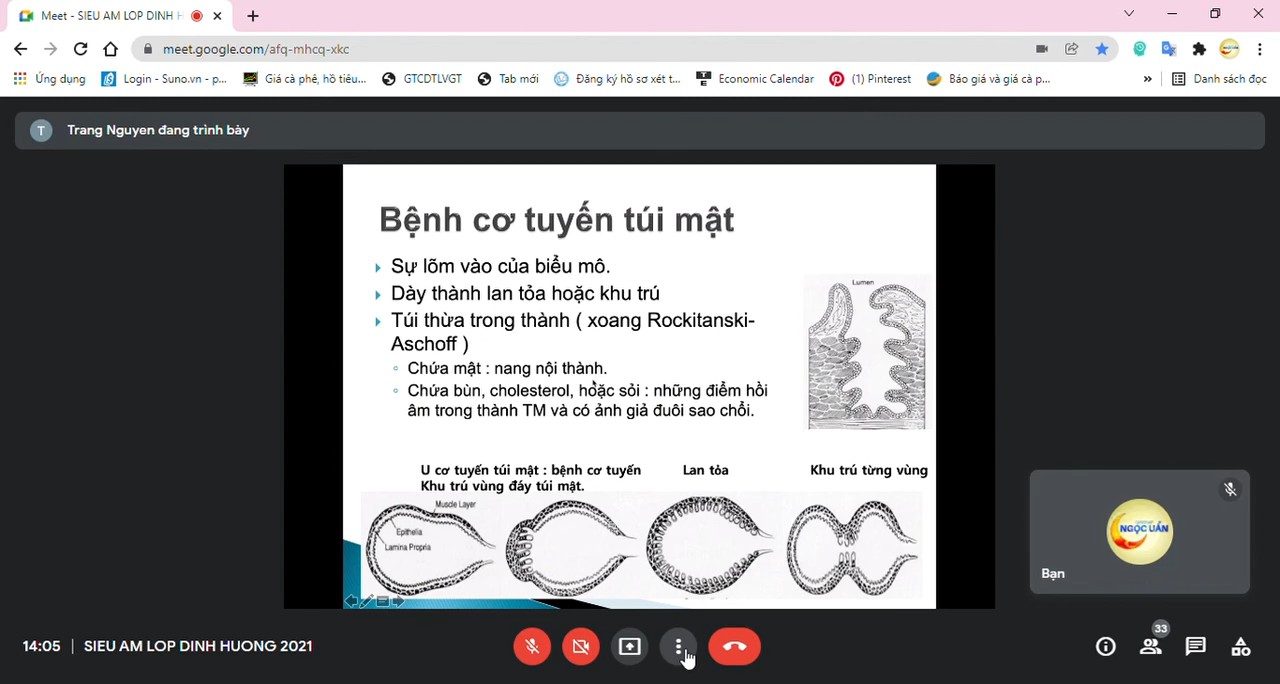 Meet - SIEU AM LOP DINH H
meet.google.com/afq-mhcq-xkc
Ứng dụng
Login - Suno.vn - p...
Giá cà phê, hồ tiêu...
GTCDTLVGT
Tab mới
Đăng ký hồ sơ xét t...
Economic Calendar
(1) Pinterest
Báo giá và giá cà p...
»
Danh sách đọc
T
Trang Nguyen đang trình bày
Bệnh cơ tuyến túi mật
Sự lõm vào của biểu mô.
Dày thành lan tỏa hoặc khu trú
Túi thừa trong thành ( xoang Rockitanski-
Aschoff )
Chứa mật : nang nội thành.
Chứa bùn, cholesterol, hoặc sỏi : những điểm hồi
âm trong thành TM và có ảnh giả đuôi sao chổi.
Lumen
U cơ tuyến túi mật : bệnh cơ tuyến
Khu trú vùng đáy túi mật.
Lan tỏa
Khu trú từng vùng
Muscle Layer
Epithelia
Lamina Propria
NGỌC UẨN
Bạn
14:05 | SIEU AM LOP DINH HUONG 2021
33